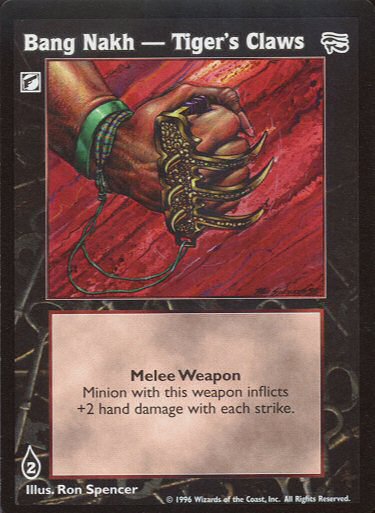 Bang Nakh — Tiger's Claws
Melee Weapon
Minion with this weapon inflicts
+2 hand damage with each strike.
2
Illus. Ron Spencer
© 1996 Wizards of the Coast, Inc. All Rights Reserved.